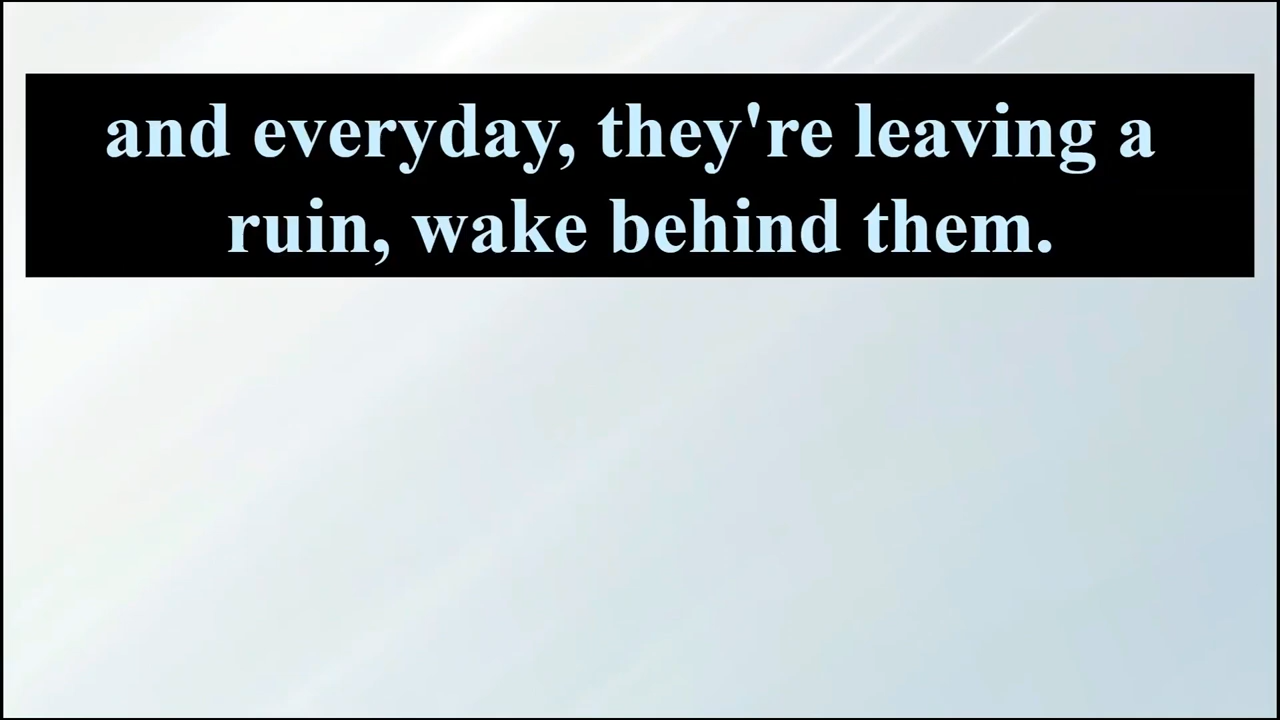 and everyday, they're leaving a
ruin, wake behind them.